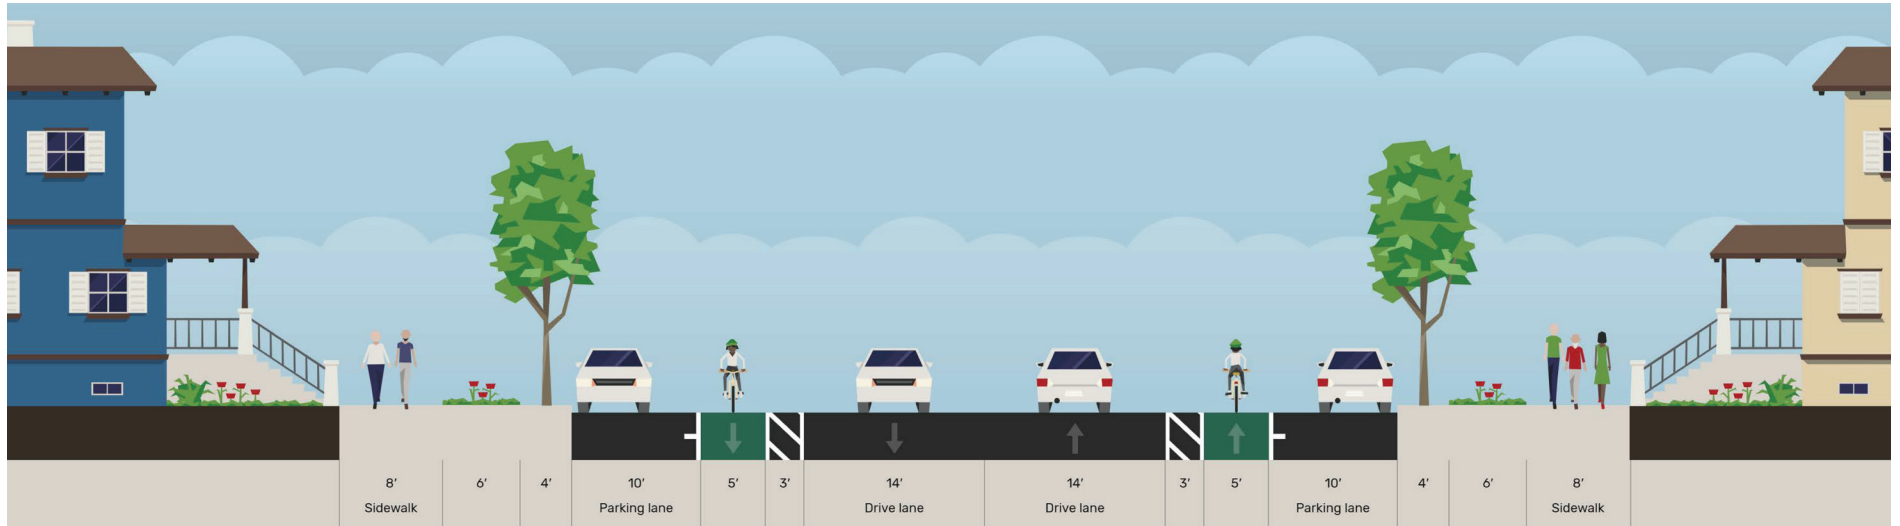 8′ 6′ 4′ 10′ 5′ 3′ 14′ 14′ 3′ 5′ 10′ 4′ 6′ 8′
Sidewalk Parking lane Drive lane Drive lane Parking lane Sidewalk